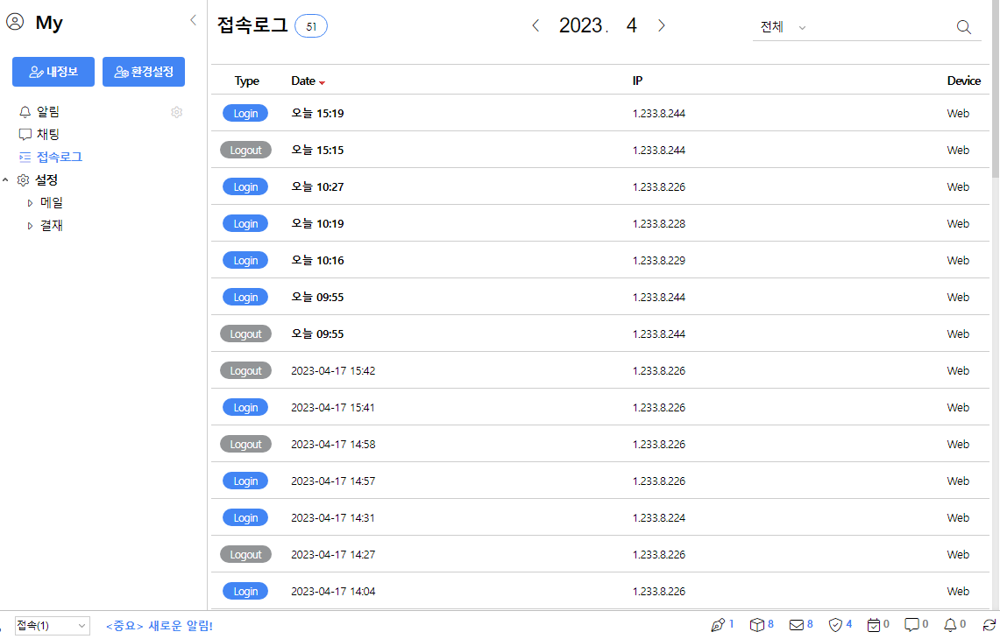 My
내정보 환경설정
알림
채팅
접속로그
설정
메일
결재
접속로그 51 2023. 4 전체
Type Date IP Device
Login 오늘 15:19 1.233.8.244 Web
Logout 오늘 15:15 1.233.8.244 Web
Login 오늘 10:27 1.233.8.226 Web
Login 오늘 10:19 1.233.8.228 Web
Login 오늘 10:16 1.233.8.229 Web
Login 오늘 09:55 1.233.8.244 Web
Logout 오늘 09:55 1.233.8.244 Web
Logout 2023-04-17 15:42 1.233.8.226 Web
Login 2023-04-17 15:41 1.233.8.226 Web
Logout 2023-04-17 14:58 1.233.8.226 Web
Login 2023-04-17 14:57 1.233.8.226 Web
Login 2023-04-17 14:31 1.233.8.224 Web
Logout 2023-04-17 14:27 1.233.8.226 Web
Login 2023-04-17 14:04 1.233.8.226 Web
접속(1) <중요> 새로운 알림! 1 8 8 4 0 0 0